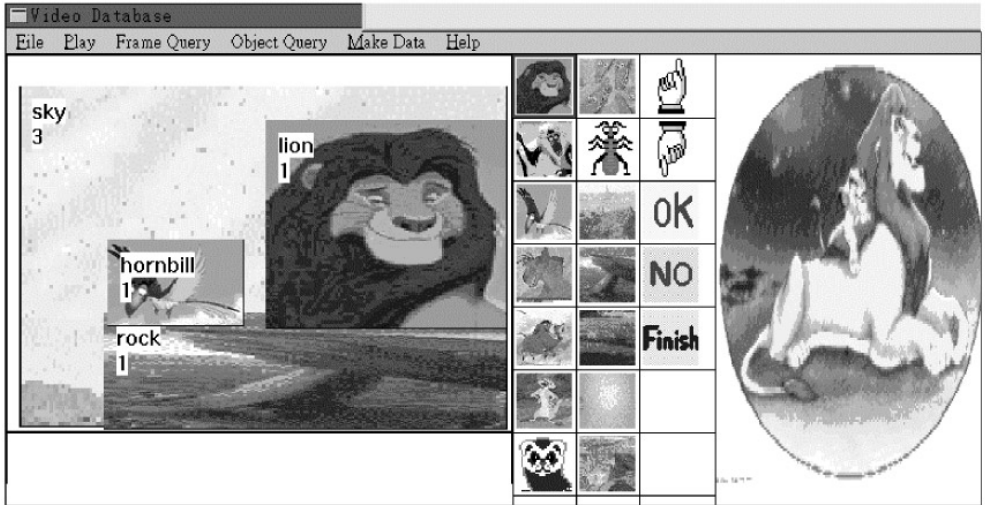 Video Database
Eile Play Frame Query Object Query Make Data Help
sky
3
lion
1
hornbill
1
rock
1
OK
NO
Finish